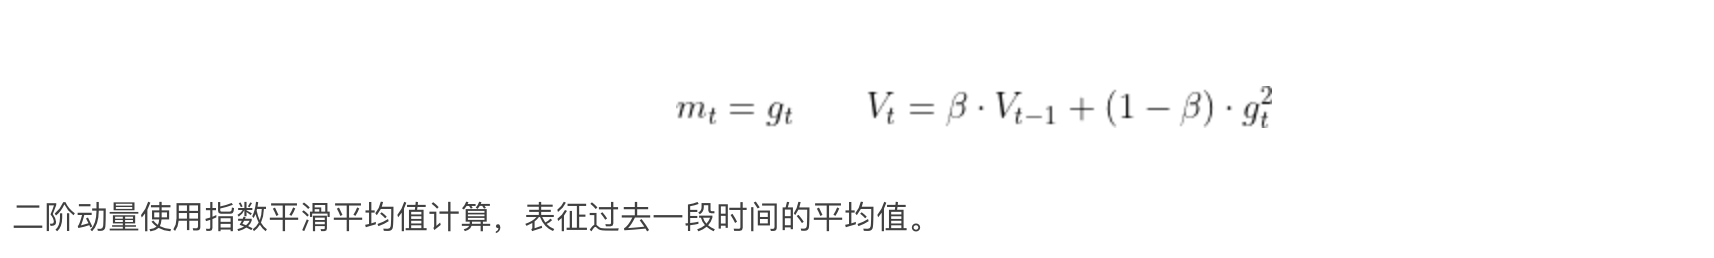 m_t = g_t  V_t = β · V_{t−1} + (1 − β) · g_t^2
二阶动量使用指数平滑平均值计算，表征过去一段时间的平均值。